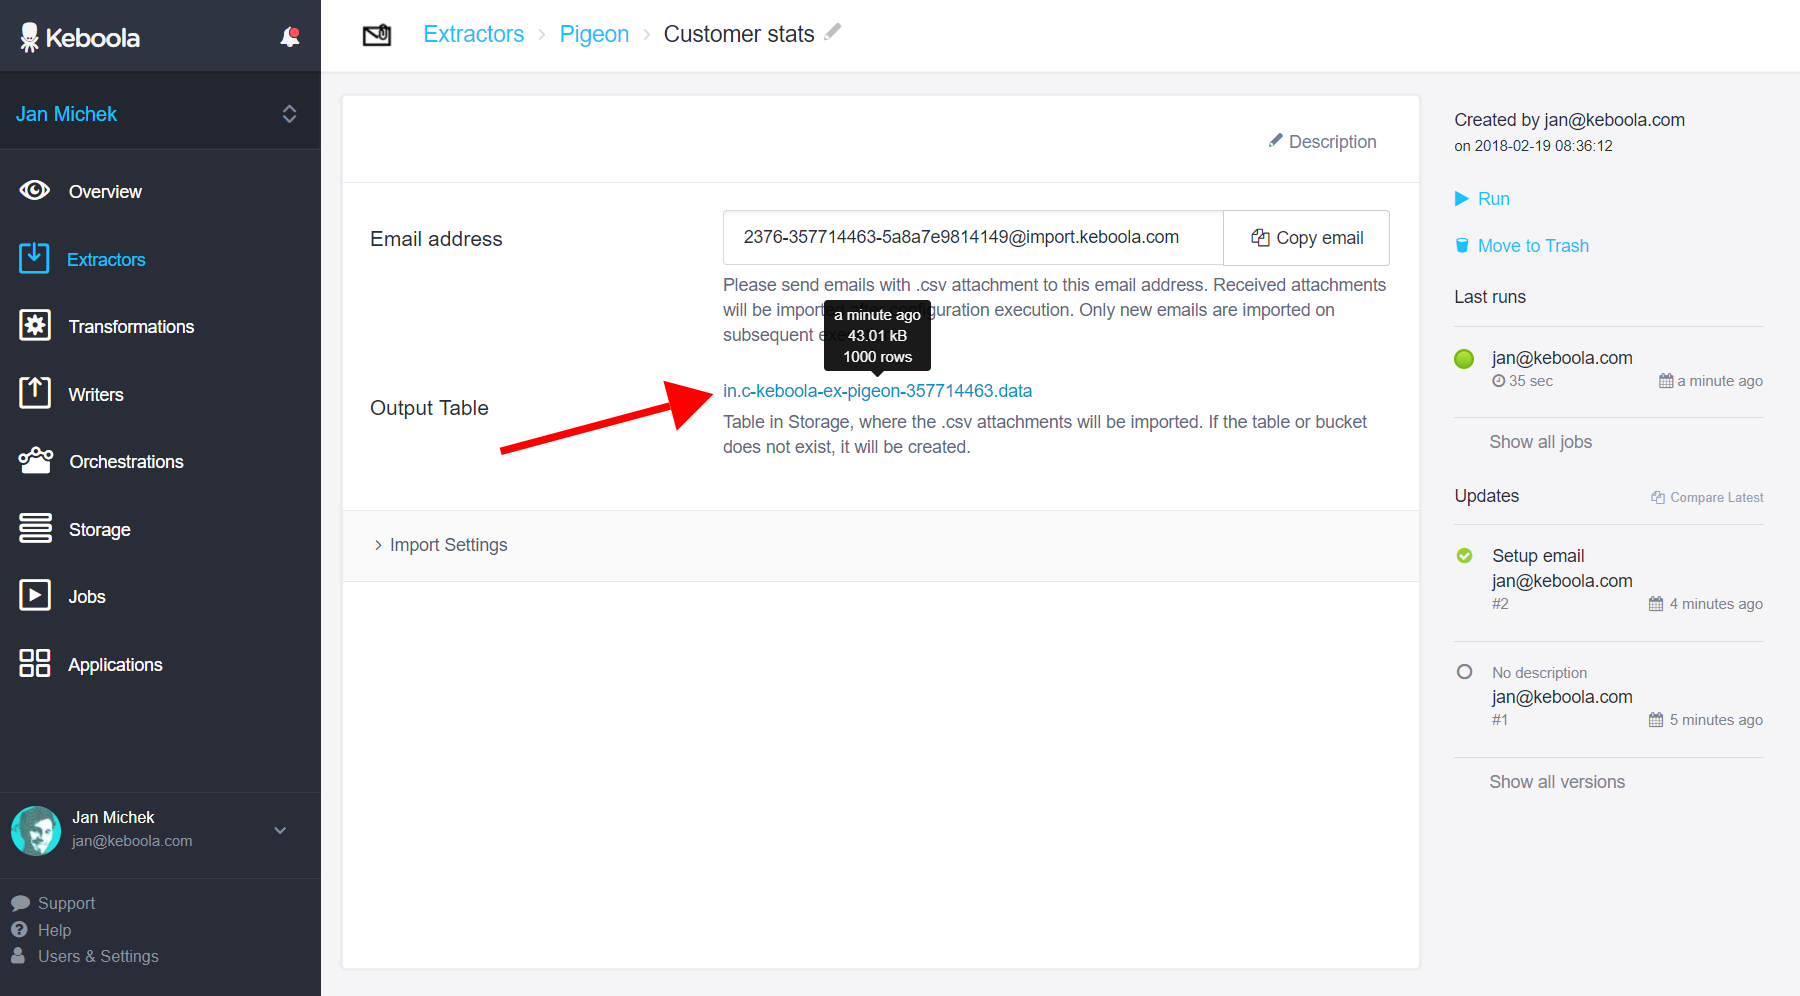 Keboola
Jan Michek
Overview
Extractors
Transformations
Writers
Orchestrations
Storage
Jobs
Applications
Jan Michek
jan@keboola.com
Support
Help
Users & Settings
Extractors › Pigeon › Customer stats
Description
Email address
2376-357714463-5a8a7e9814149@import.keboola.com
Copy email
Please send emails with .csv attachment to this email address. Received attachments
will be import uration execution. Only new emails are imported on
subsequent
a minute ago
43.01 kB
1000 rows
Output Table
in.c-keboola-ex-pigeon-357714463.data
Table in Storage, where the .csv attachments will be imported. If the table or bucket
does not exist, it will be created.
Import Settings
Created by jan@keboola.com
on 2018-02-19 08:36:12
Run
Move to Trash
Last runs
jan@keboola.com
35 sec a minute ago
Show all jobs
Updates Compare Latest
Setup email
jan@keboola.com
#2 4 minutes ago
No description
jan@keboola.com
#1 5 minutes ago
Show all versions